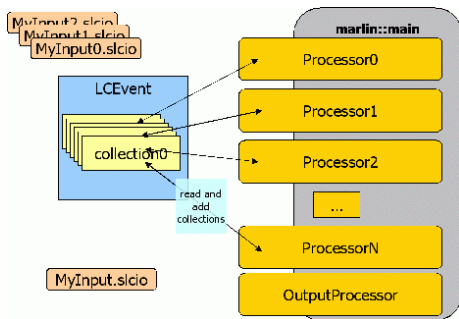 MyInput2.slcio
MyInput1.slcio
MyInput0.slcio
marlin::main
LCEvent
collection0
read and
add
collections
MyInput.slcio
Processor0
Processor1
Processor2
...
ProcessorN
OutputProcessor